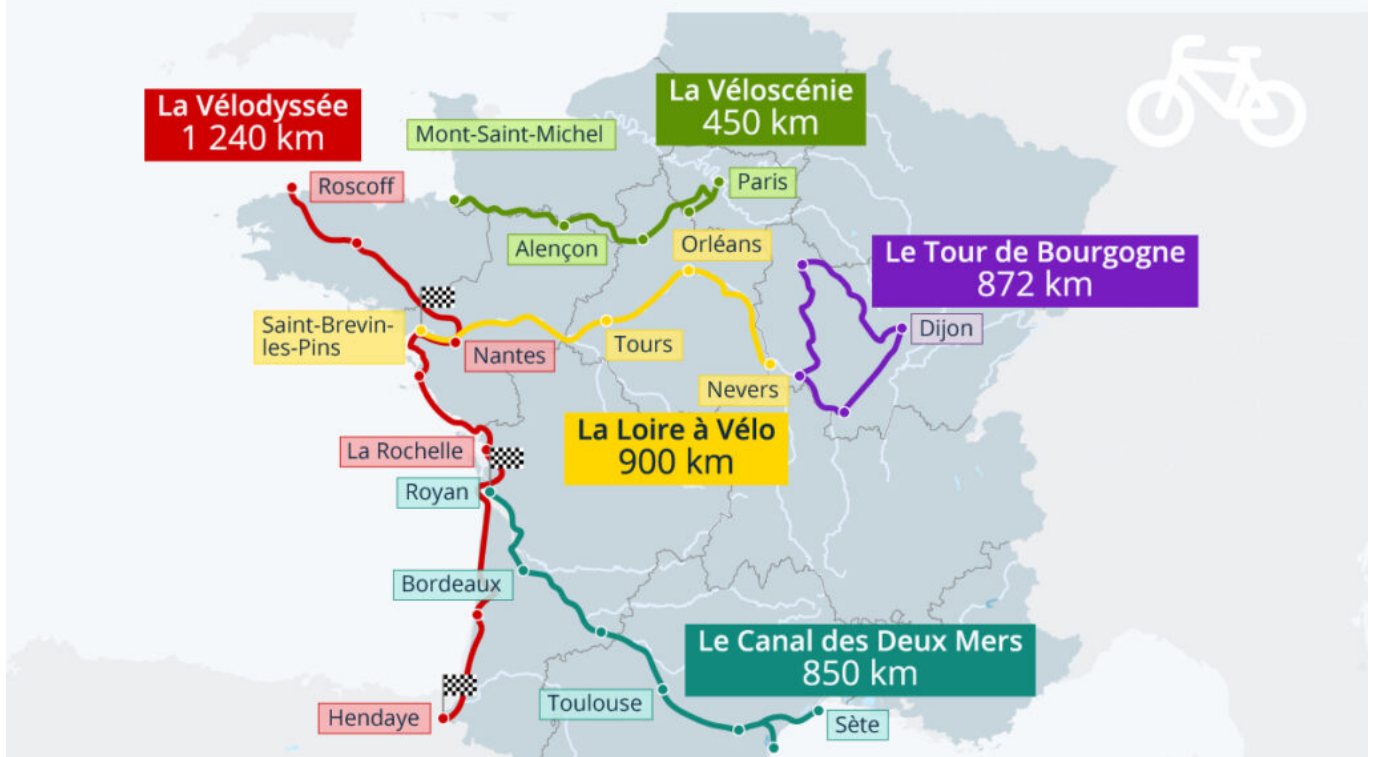 La Vélodyssée
1 240 km
La Véloscénie
450 km
Mont-Saint-Michel
Roscoff
Paris
Alençon
Orléans
Le Tour de Bourgogne
872 km
Saint-Brevin-
les-Pins
Nantes
Tours
Dijon
Nevers
La Loire à Vélo
900 km
La Rochelle
Royan
Bordeaux
Le Canal des Deux Mers
850 km
Toulouse
Hendaye
Sète